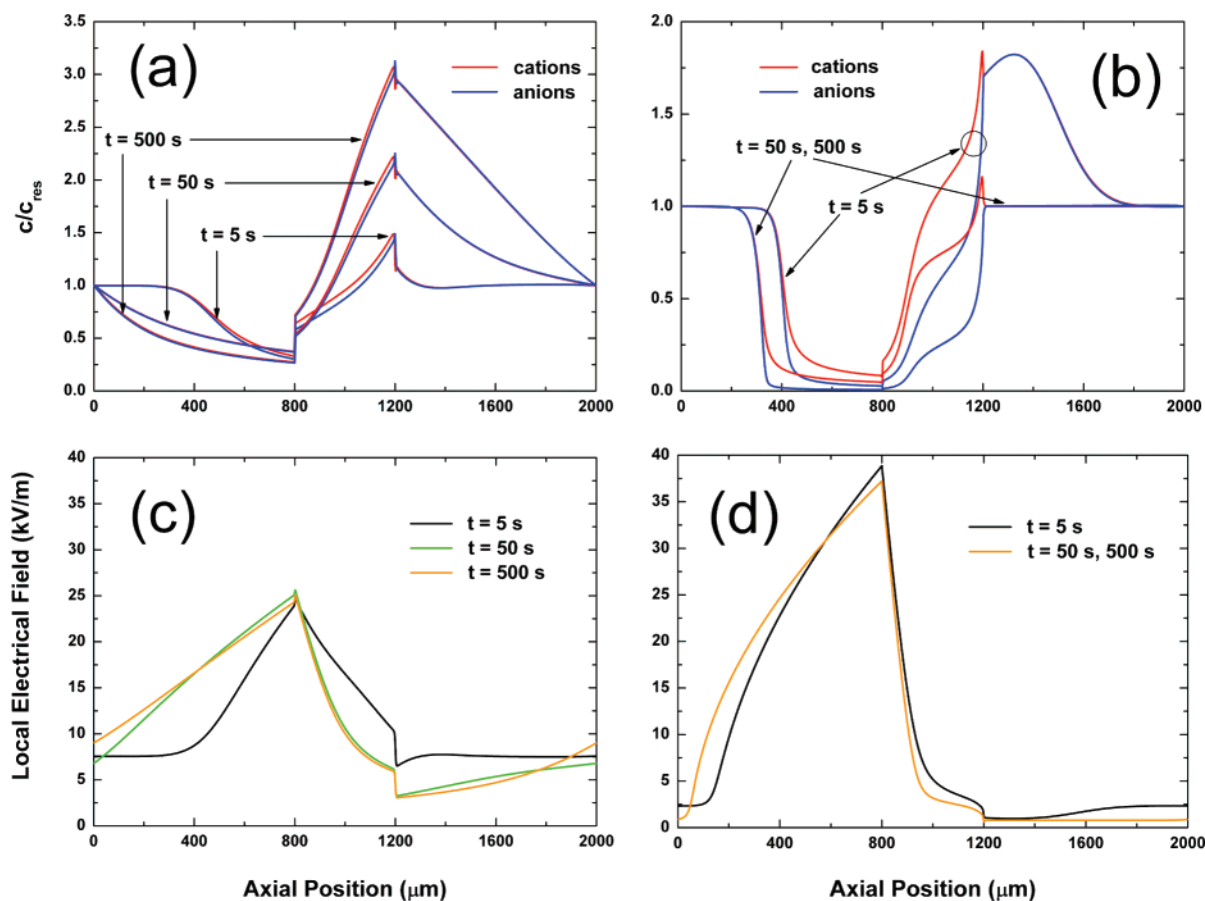 (a)
cations
anions
t = 500 s
t = 50 s
t = 5 s
c/c_res
3.5
3.0
2.5
2.0
1.5
1.0
0.5
0.0
0 400 800 1200 1600 2000
(b)
cations
anions
t = 50 s, 500 s
t = 5 s
2.0
1.5
1.0
0.5
0.0
0 400 800 1200 1600 2000
(c)
t = 5 s
t = 50 s
t = 500 s
Local Electrical Field (kV/m)
40
35
30
25
20
15
10
5
0
0 400 800 1200 1600 2000
Axial Position (μm)
(d)
t = 5 s
t = 50 s, 500 s
40
35
30
25
20
15
10
5
0
0 400 800 1200 1600 2000
Axial Position (μm)